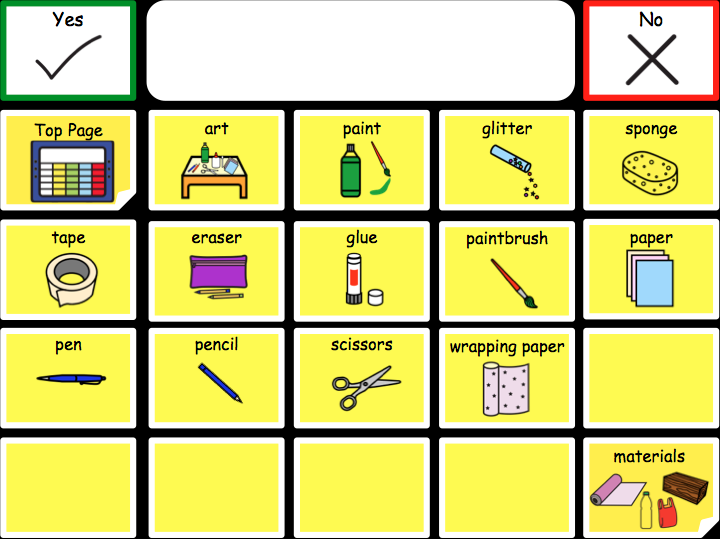 Yes
No
Top Page
art
paint
glitter
sponge
tape
eraser
glue
paintbrush
paper
pen
pencil
scissors
wrapping paper
materials